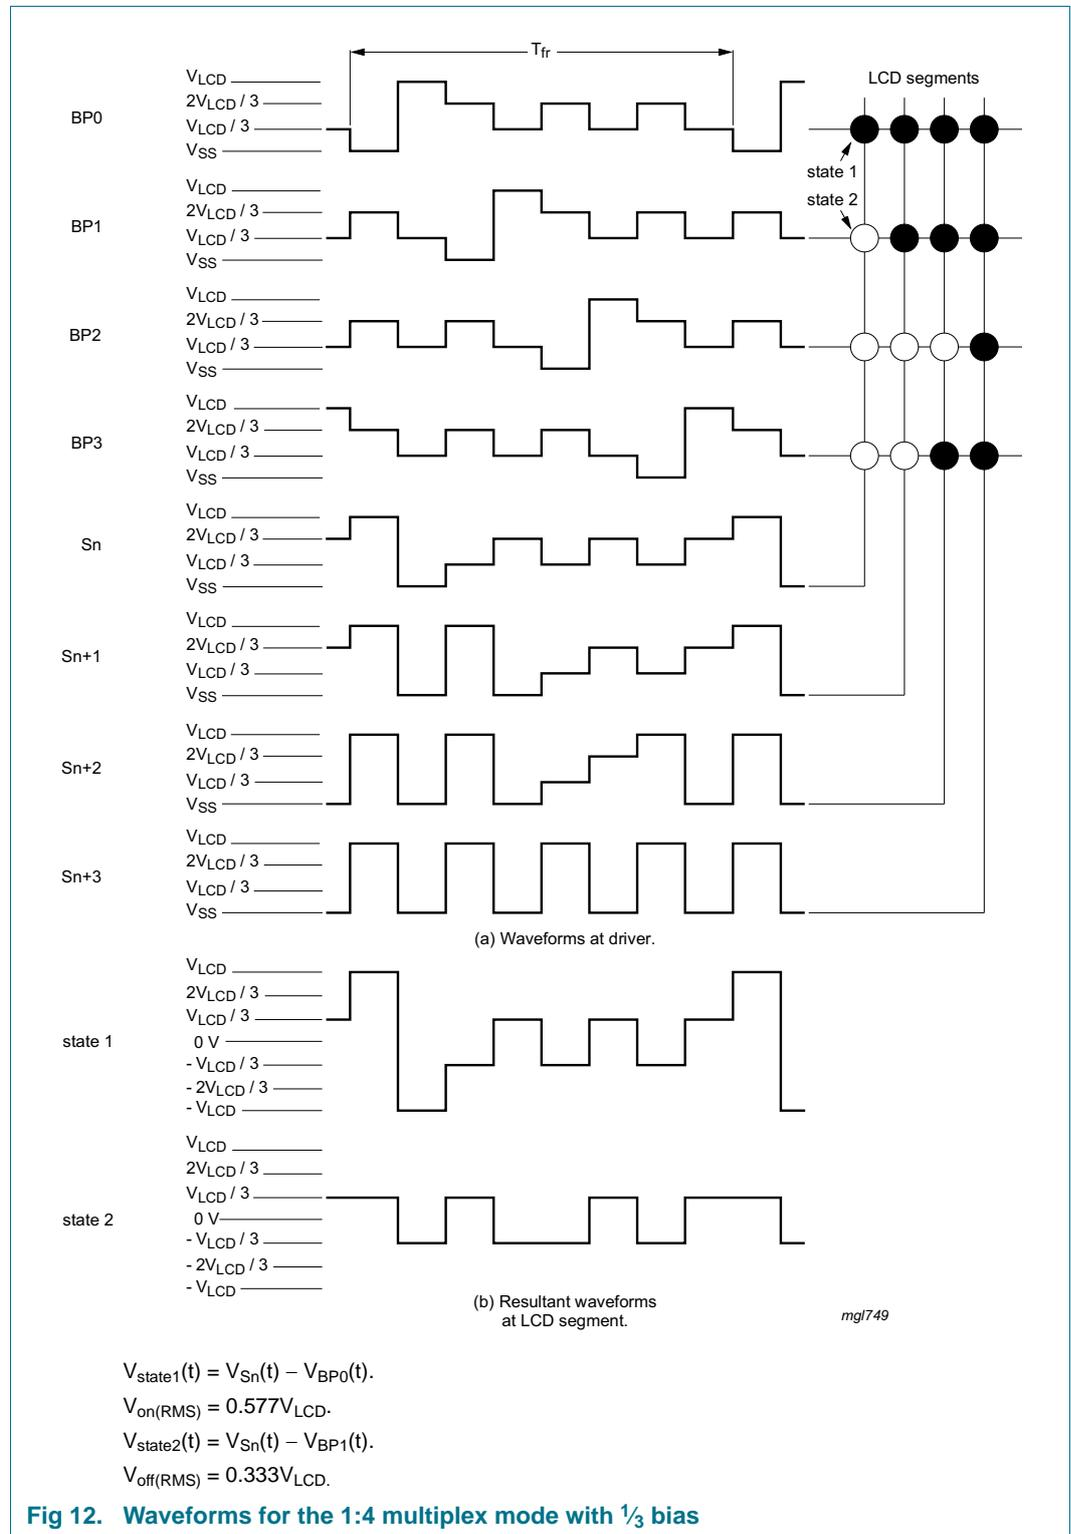 Tfr
VLCD
2VLCD / 3
BP0
VLCD / 3
VSS
LCD segments
state 1
state 2
VLCD
2VLCD / 3
BP1
VLCD / 3
VSS
VLCD
2VLCD / 3
BP2
VLCD / 3
VSS
VLCD
2VLCD / 3
BP3
VLCD / 3
VSS
VLCD
2VLCD / 3
Sn
VLCD / 3
VSS
VLCD
2VLCD / 3
Sn+1
VLCD / 3
VSS
VLCD
2VLCD / 3
Sn+2
VLCD / 3
VSS
VLCD
2VLCD / 3
Sn+3
VLCD / 3
VSS
(a) Waveforms at driver.
VLCD
2VLCD / 3
VLCD / 3
state 1
0 V
- VLCD / 3
- 2VLCD / 3
- VLCD
VLCD
2VLCD / 3
VLCD / 3
state 2
0 V
- VLCD / 3
- 2VLCD / 3
- VLCD
(b) Resultant waveforms
at LCD segment.
mgl749
Vstate1(t) = VSn(t) − VBP0(t).
Von(RMS) = 0.577VLCD.
Vstate2(t) = VSn(t) − VBP1(t).
Voff(RMS) = 0.333VLCD.
Fig 12. Waveforms for the 1:4 multiplex mode with 1⁄3 bias